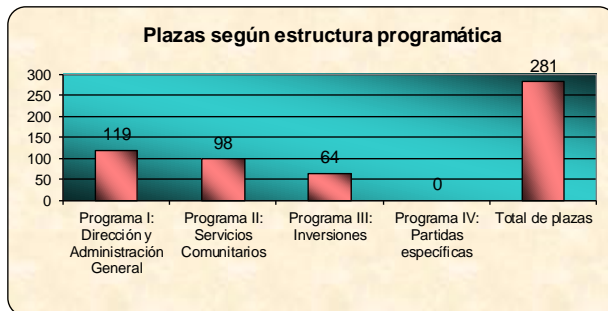 Plazas según estructura programática
300
250
200
150
100
50
0
119
98
64
0
281
Programa I:
Dirección y
Administración
General
Programa II:
Servicios
Comunitarios
Programa III:
Inversiones
Programa IV:
Partidas
específicas
Total de plazas